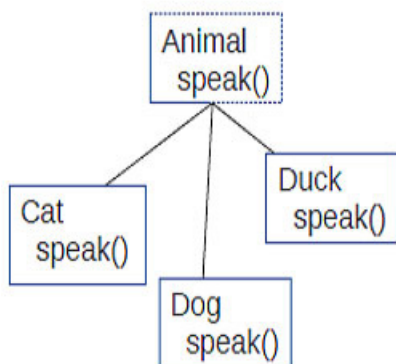 Animal
speak()
Duck
speak()
Cat
speak()
Dog
speak()